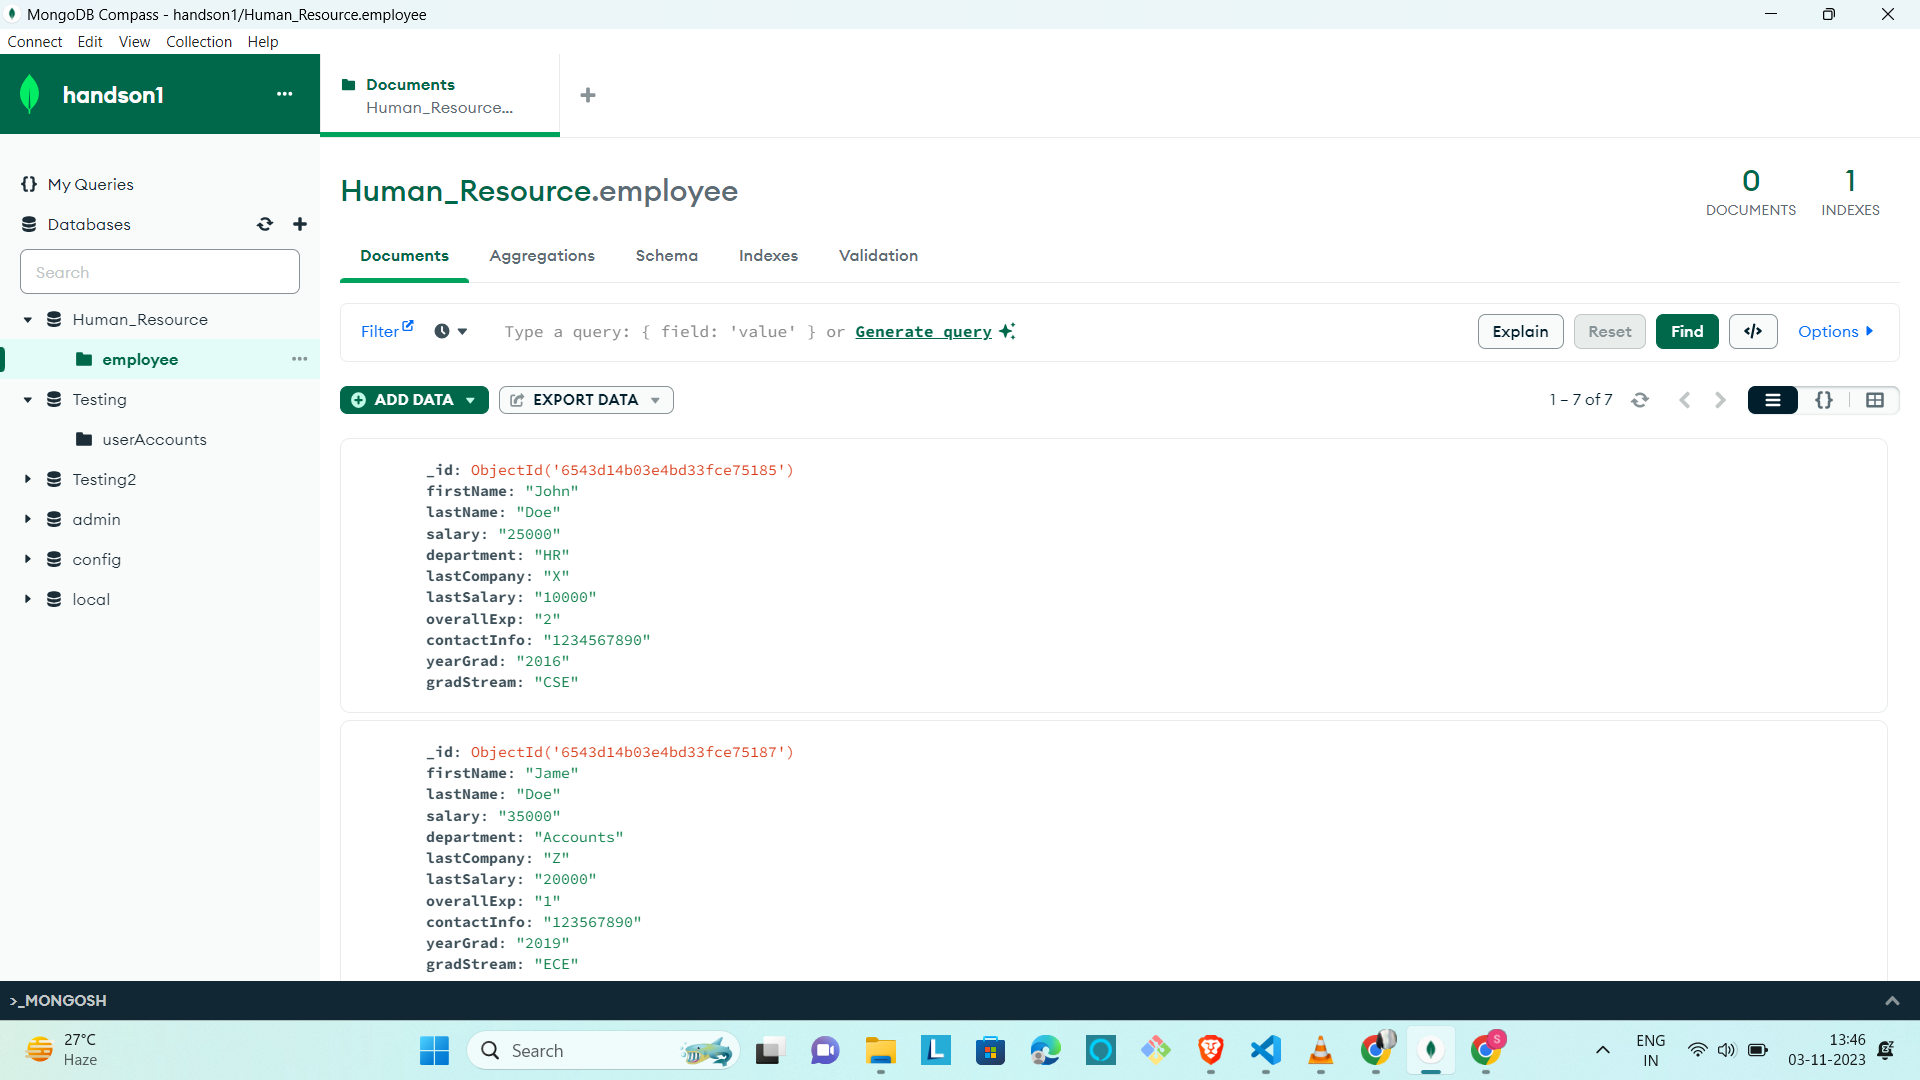 MongoDB Compass - handson1/Human_Resource.employee
Connect Edit View Collection Help
handson1
Documents
Human_Resource...
My Queries
Databases
Search
Human_Resource
employee
Testing
userAccounts
Testing2
admin
config
local
Human_Resource.employee
0
DOCUMENTS
1
INDEXES
Documents Aggregations Schema Indexes Validation
Filter Type a query: { field: 'value' } or Generate query Explain Reset Find </> Options
ADD DATA EXPORT DATA 1 – 7 of 7 {}
_id: ObjectId('6543d14b03e4bd33fce75185')
firstName: "John"
lastName: "Doe"
salary: "25000"
department: "HR"
lastCompany: "X"
lastSalary: "10000"
overallExp: "2"
contactInfo: "1234567890"
yearGrad: "2016"
gradStream: "CSE"
_id: ObjectId('6543d14b03e4bd33fce75187')
firstName: "Jame"
lastName: "Doe"
salary: "35000"
department: "Accounts"
lastCompany: "Z"
lastSalary: "20000"
overallExp: "1"
contactInfo: "123567890"
yearGrad: "2019"
gradStream: "ECE"
>_MONGOSH
27°C
Haze
Search
L
S
ENG
IN
13:46
03-11-2023